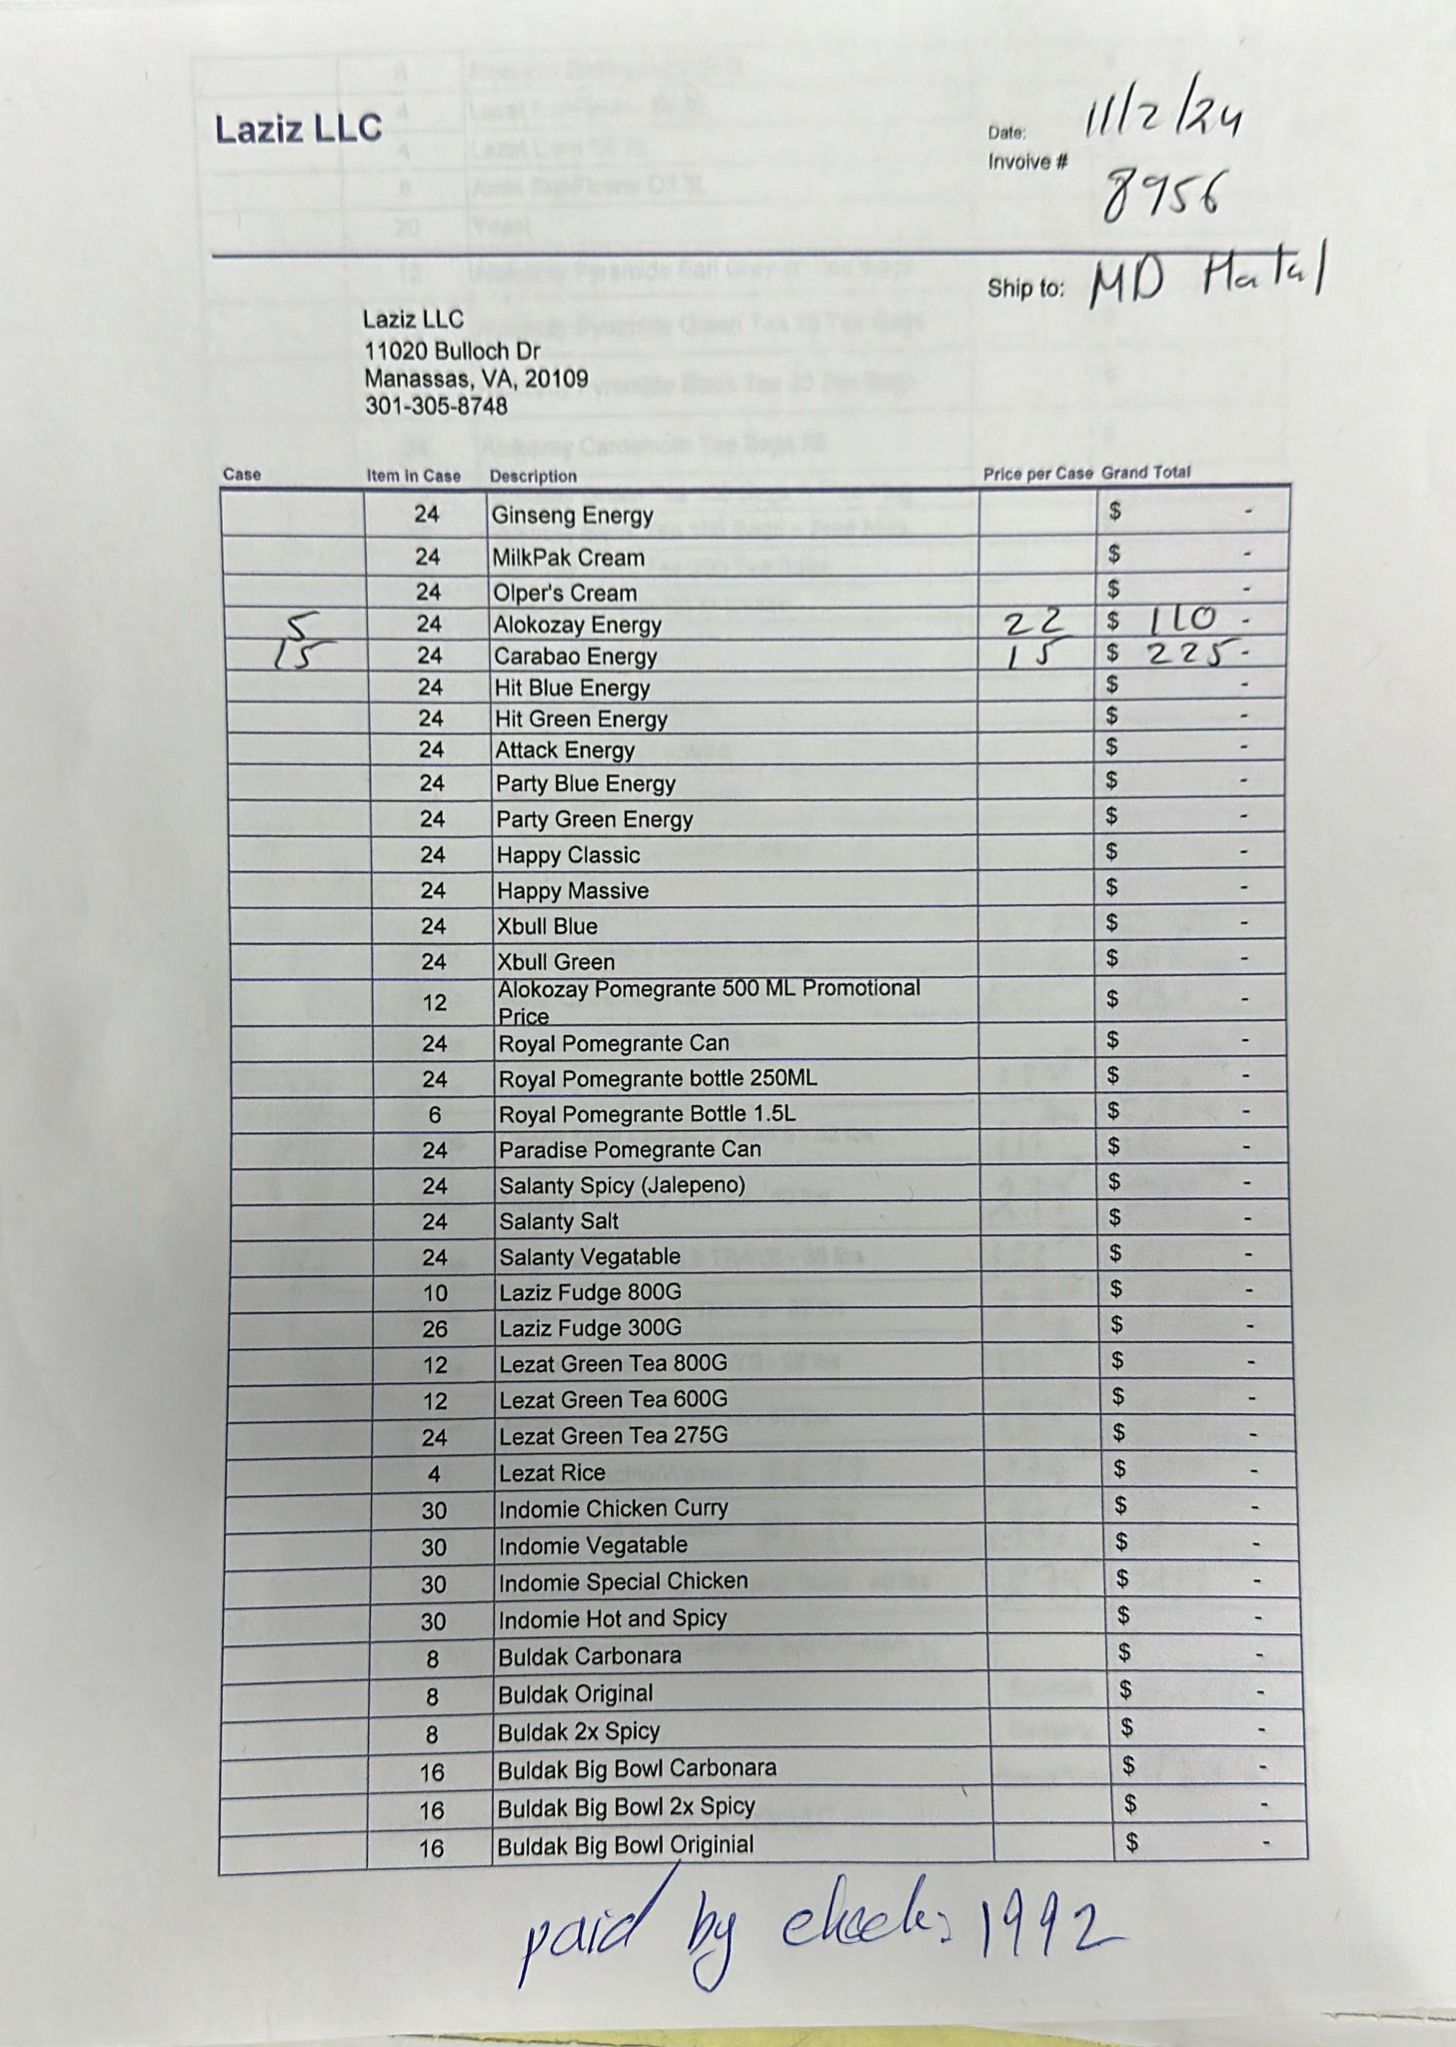 Laziz LLC
Date: 11/2/24
Invoive # 8956
Ship to: MD Halal
Laziz LLC
11020 Bulloch Dr
Manassas, VA, 20109
301-305-8748
Case Item in Case Description Price per Case Grand Total
24 Ginseng Energy $ -
24 MilkPak Cream $ -
24 Olper's Cream $ -
5 24 Alokozay Energy 22 $ 110 -
15 24 Carabao Energy 15 $ 225 -
24 Hit Blue Energy $ -
24 Hit Green Energy $ -
24 Attack Energy $ -
24 Party Blue Energy $ -
24 Party Green Energy $ -
24 Happy Classic $ -
24 Happy Massive $ -
24 Xbull Blue $ -
24 Xbull Green $ -
12 Alokozay Pomegrante 500 ML Promotional $ -
Price
24 Royal Pomegrante Can $ -
24 Royal Pomegrante bottle 250ML $ -
6 Royal Pomegrante Bottle 1.5L $ -
24 Paradise Pomegrante Can $ -
24 Salanty Spicy (Jalepeno) $ -
24 Salanty Salt $ -
24 Salanty Vegatable $ -
10 Laziz Fudge 800G $ -
26 Laziz Fudge 300G $ -
12 Lezat Green Tea 800G $ -
12 Lezat Green Tea 600G $ -
24 Lezat Green Tea 275G $ -
4 Lezat Rice $ -
30 Indomie Chicken Curry $ -
30 Indomie Vegatable $ -
30 Indomie Special Chicken $ -
30 Indomie Hot and Spicy $ -
8 Buldak Carbonara $ -
8 Buldak Original $ -
8 Buldak 2x Spicy $ -
16 Buldak Big Bowl Carbonara $ -
16 Buldak Big Bowl 2x Spicy $ -
16 Buldak Big Bowl Originial $ -
paid by check: 1992